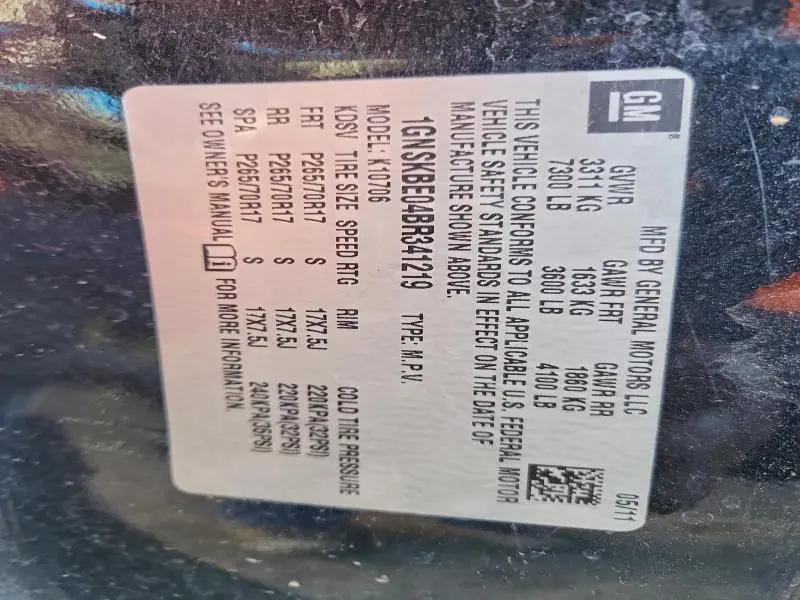 GM ®
MFD BY GENERAL MOTORS LLC 05/11
GVWR GAWR FRT GAWR RR
3311 KG 1633 KG 1860 KG
7300 LB 3600 LB 4100 LB
THIS VEHICLE CONFORMS TO ALL APPLICABLE U.S. FEDERAL MOTOR
VEHICLE SAFETY STANDARDS IN EFFECT ON THE DATE OF
MANUFACTURE SHOWN ABOVE.
1GNSKBE04BR341219 TYPE: M.P.V.
MODEL: K10706
KDSV TIRE SIZE SPEED RTG RIM COLD TIRE PRESSURE
FRT P265/70R17 S 17X7.5J 220KPA(32PSI)
RR P265/70R17 S 17X7.5J 220KPA(32PSI)
SPA P265/70R17 S 17X7.5J 240KPA(35PSI)
SEE OWNER'S MANUAL i FOR MORE INFORMATION.